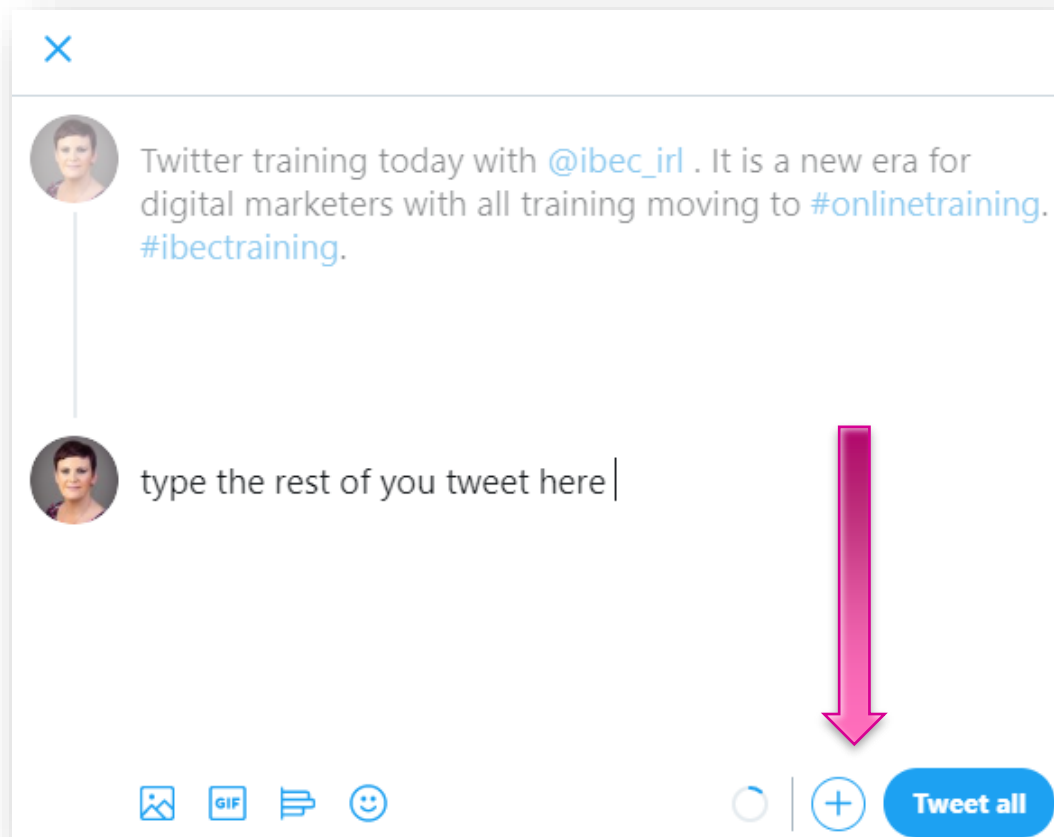 Twitter training today with @ibec_irl . It is a new era for
digital marketers with all training moving to #onlinetraining.
#ibectraining.
type the rest of you tweet here
GIF
Tweet all